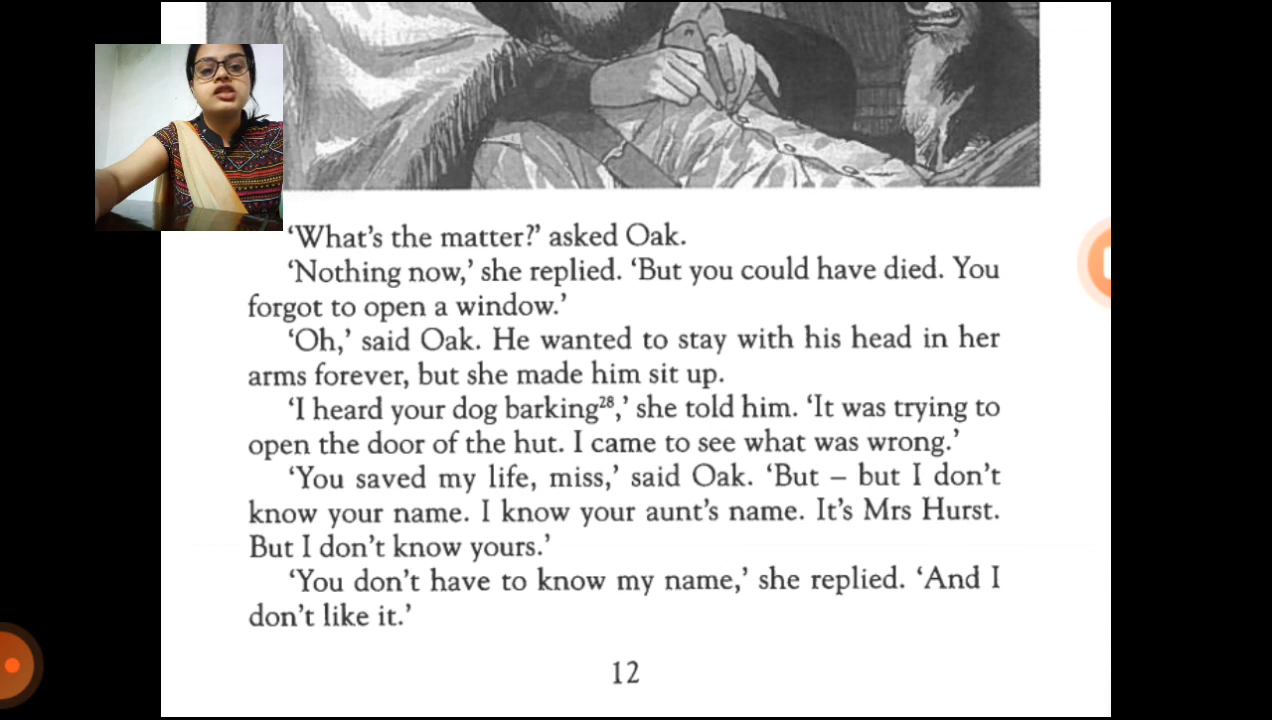 ‘What’s the matter?’ asked Oak.
‘Nothing now,’ she replied. ‘But you could have died. You
forgot to open a window.’
‘Oh,’ said Oak. He wanted to stay with his head in her
arms forever, but she made him sit up.
‘I heard your dog barking²⁸,’ she told him. ‘It was trying to
open the door of the hut. I came to see what was wrong.’
‘You saved my life, miss,’ said Oak. ‘But – but I don’t
know your name. I know your aunt’s name. It’s Mrs Hurst.
But I don’t know yours.’
‘You don’t have to know my name,’ she replied. ‘And I
don’t like it.’
12